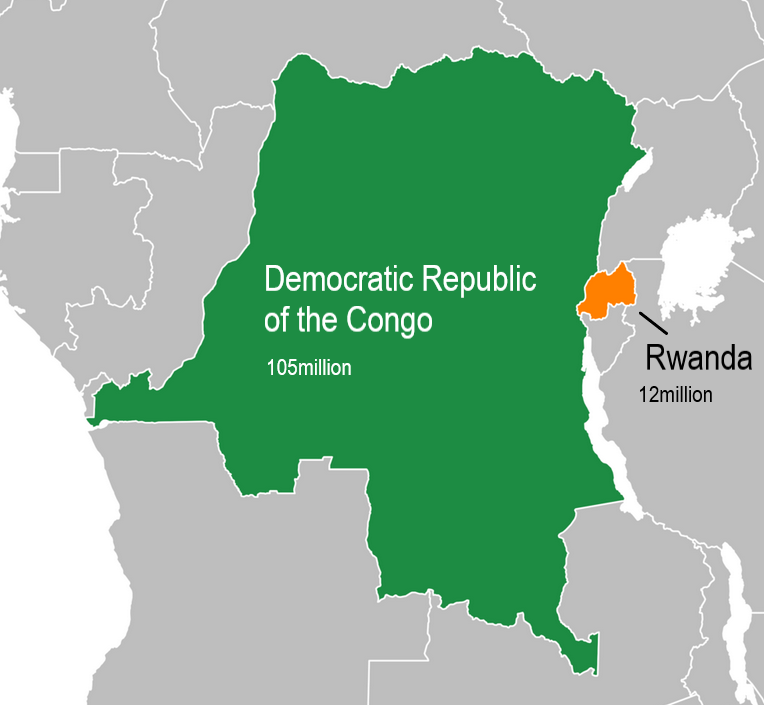 Democratic Republic
of the Congo
105million
Rwanda
12million